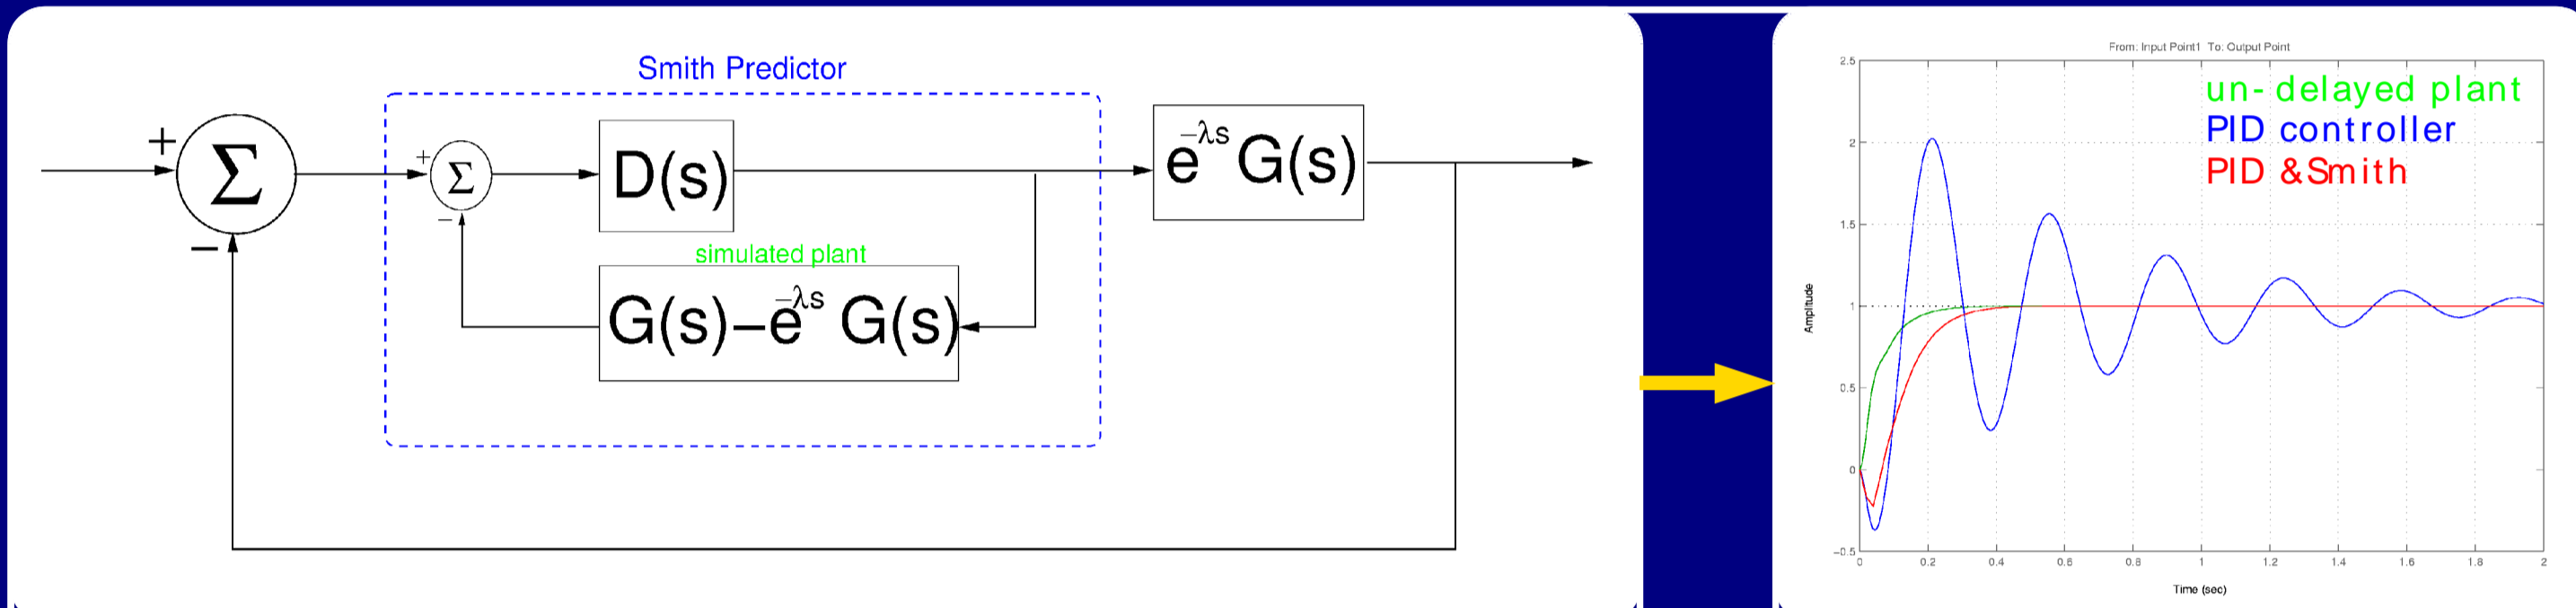 Smith Predictor
+
Σ
−
+
Σ
−
D(s)
simulated plant
G(s)−e^−λs G(s)
e^−λs G(s)
From: Input Point1 To: Output Point
un- delayed plant
PID controller
PID &Smith
Amplitude
2.5
2
1.5
1
0.5
0
−0.5
0 0.2 0.4 0.6 0.8 1 1.2 1.4 1.6 1.8 2
Time (sec)